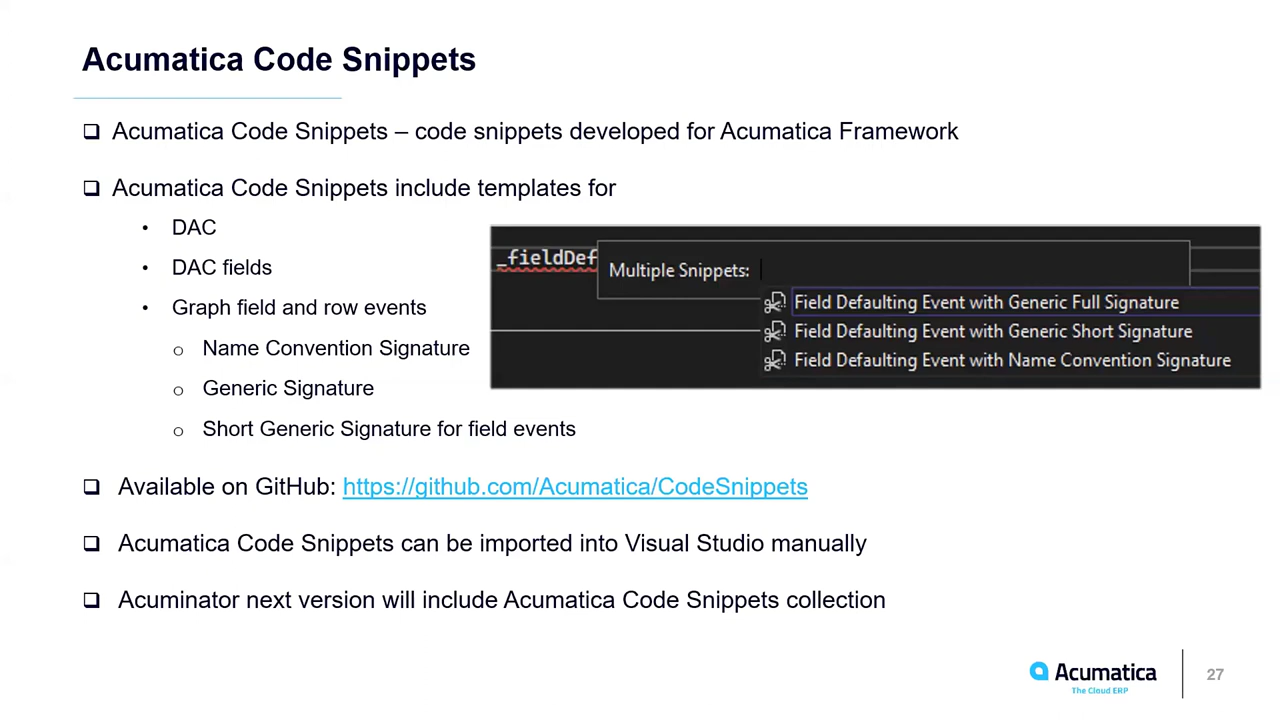 Acumatica Code Snippets
Acumatica Code Snippets – code snippets developed for Acumatica Framework
Acumatica Code Snippets include templates for
DAC
DAC fields
Graph field and row events
Name Convention Signature
Generic Signature
Short Generic Signature for field events
_fieldDef
Multiple Snippets:
Field Defaulting Event with Generic Full Signature
Field Defaulting Event with Generic Short Signature
Field Defaulting Event with Name Convention Signature
Available on GitHub: https://github.com/Acumatica/CodeSnippets
Acumatica Code Snippets can be imported into Visual Studio manually
Acuminator next version will include Acumatica Code Snippets collection
Acumatica
The Cloud ERP
27